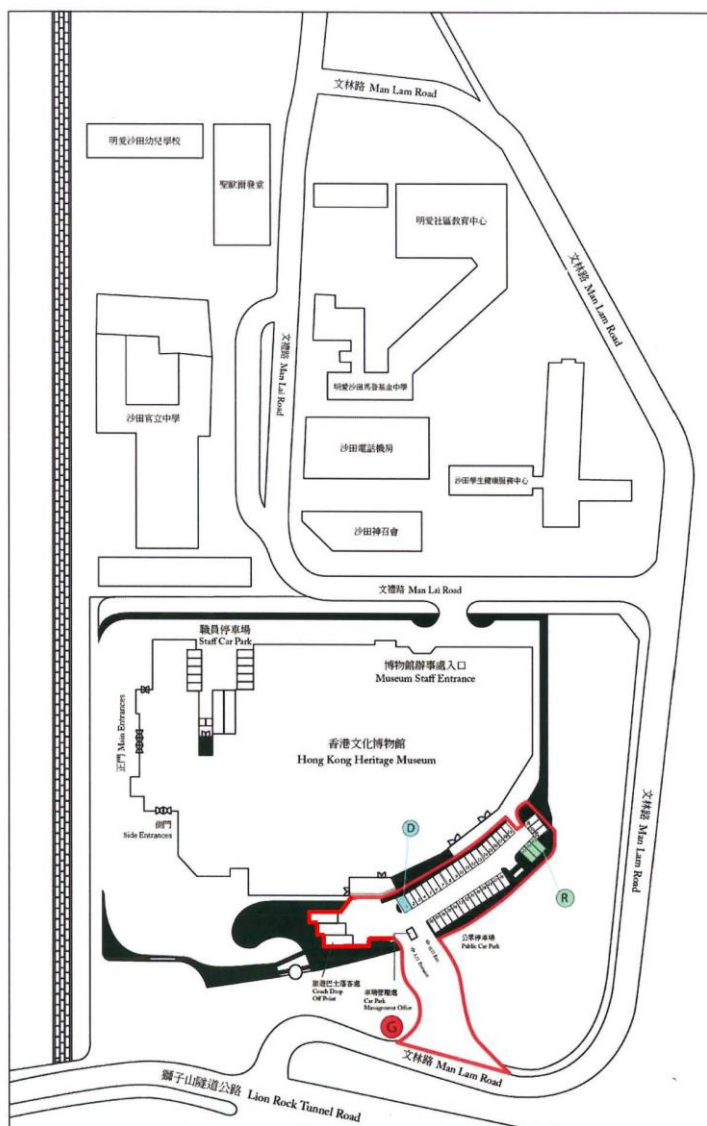 文林路 Man Lam Road
明愛沙田幼兒學校
聖歐爾發堂
明愛社區教育中心
文林路 Man Lam Road
文禮路 Man Lai Road
明愛沙田馬登基金中學
沙田官立中學
沙田電話機房
沙田學生健康服務中心
沙田神召會
文禮路 Man Lai Road
職員停車場
Staff Car Park
博物館辦事處入口
Museum Staff Entrance
正門 Main Entrances
香港文化博物館
Hong Kong Heritage Museum
側門
Side Entrances
文林路 Man Lam Road
D
R
公眾停車場
Public Car Park
出口 Exit
入口 Entrance
旅遊巴士落客處
Coach Drop
Off Point
車場管理處
Car Park
Management Office
G
文林路 Man Lam Road
獅子山隧道公路 Lion Rock Tunnel Road